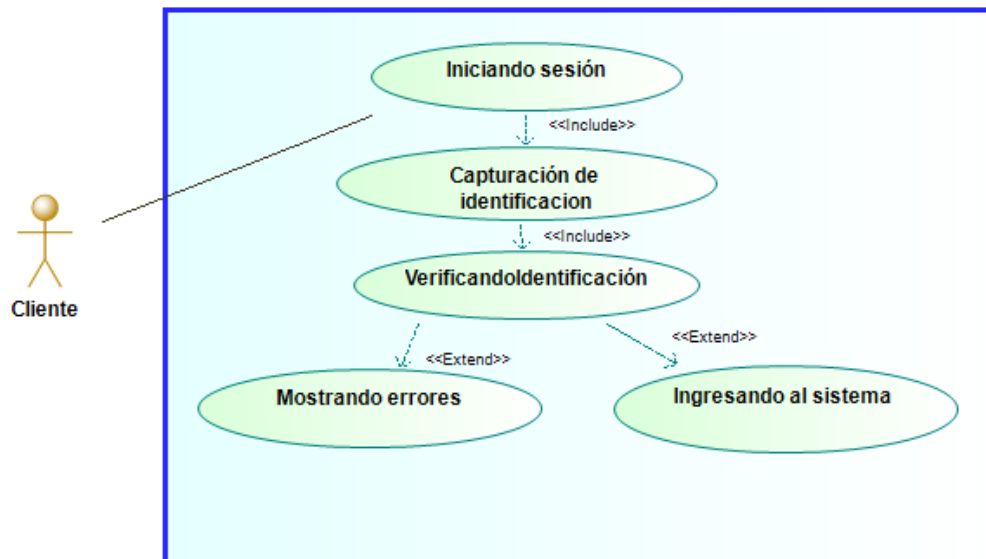 Iniciando sesión
<<Include>>
Capturación de
identificacion
<<Include>>
VerificandoIdentificación
Cliente
<<Extend>>
<<Extend>>
Mostrando errores
Ingresando al sistema